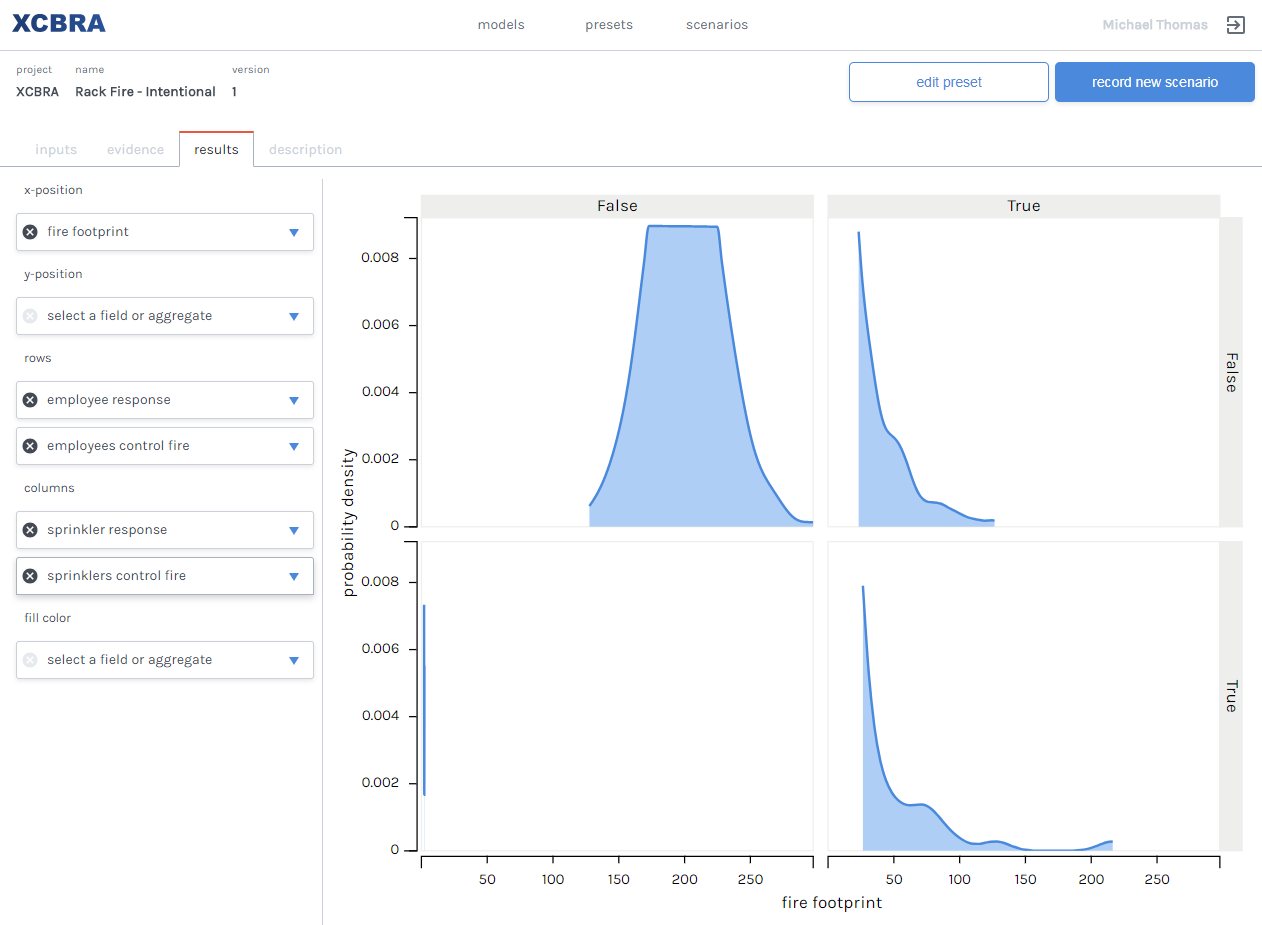 XCBRA models presets scenarios Michael Thomas
project name version
XCBRA Rack Fire - Intentional 1
edit preset record new scenario
inputs evidence results description
x-position
fire footprint
y-position
select a field or aggregate
rows
employee response
employees control fire
columns
sprinkler response
sprinklers control fire
fill color
select a field or aggregate
False True
0.008
0.006
0.004
0.002
0
False
probability density
0.008
0.006
0.004
0.002
0
True
50 100 150 200 250 50 100 150 200 250
fire footprint